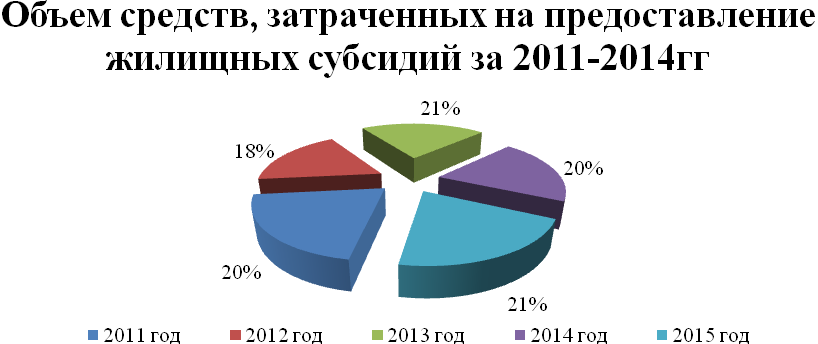 Объем средств, затраченных на предоставление
жилищных субсидий за 2011-2014гг
21%
18%
20%
20%
21%
2011 год 2012 год 2013 год 2014 год 2015 год